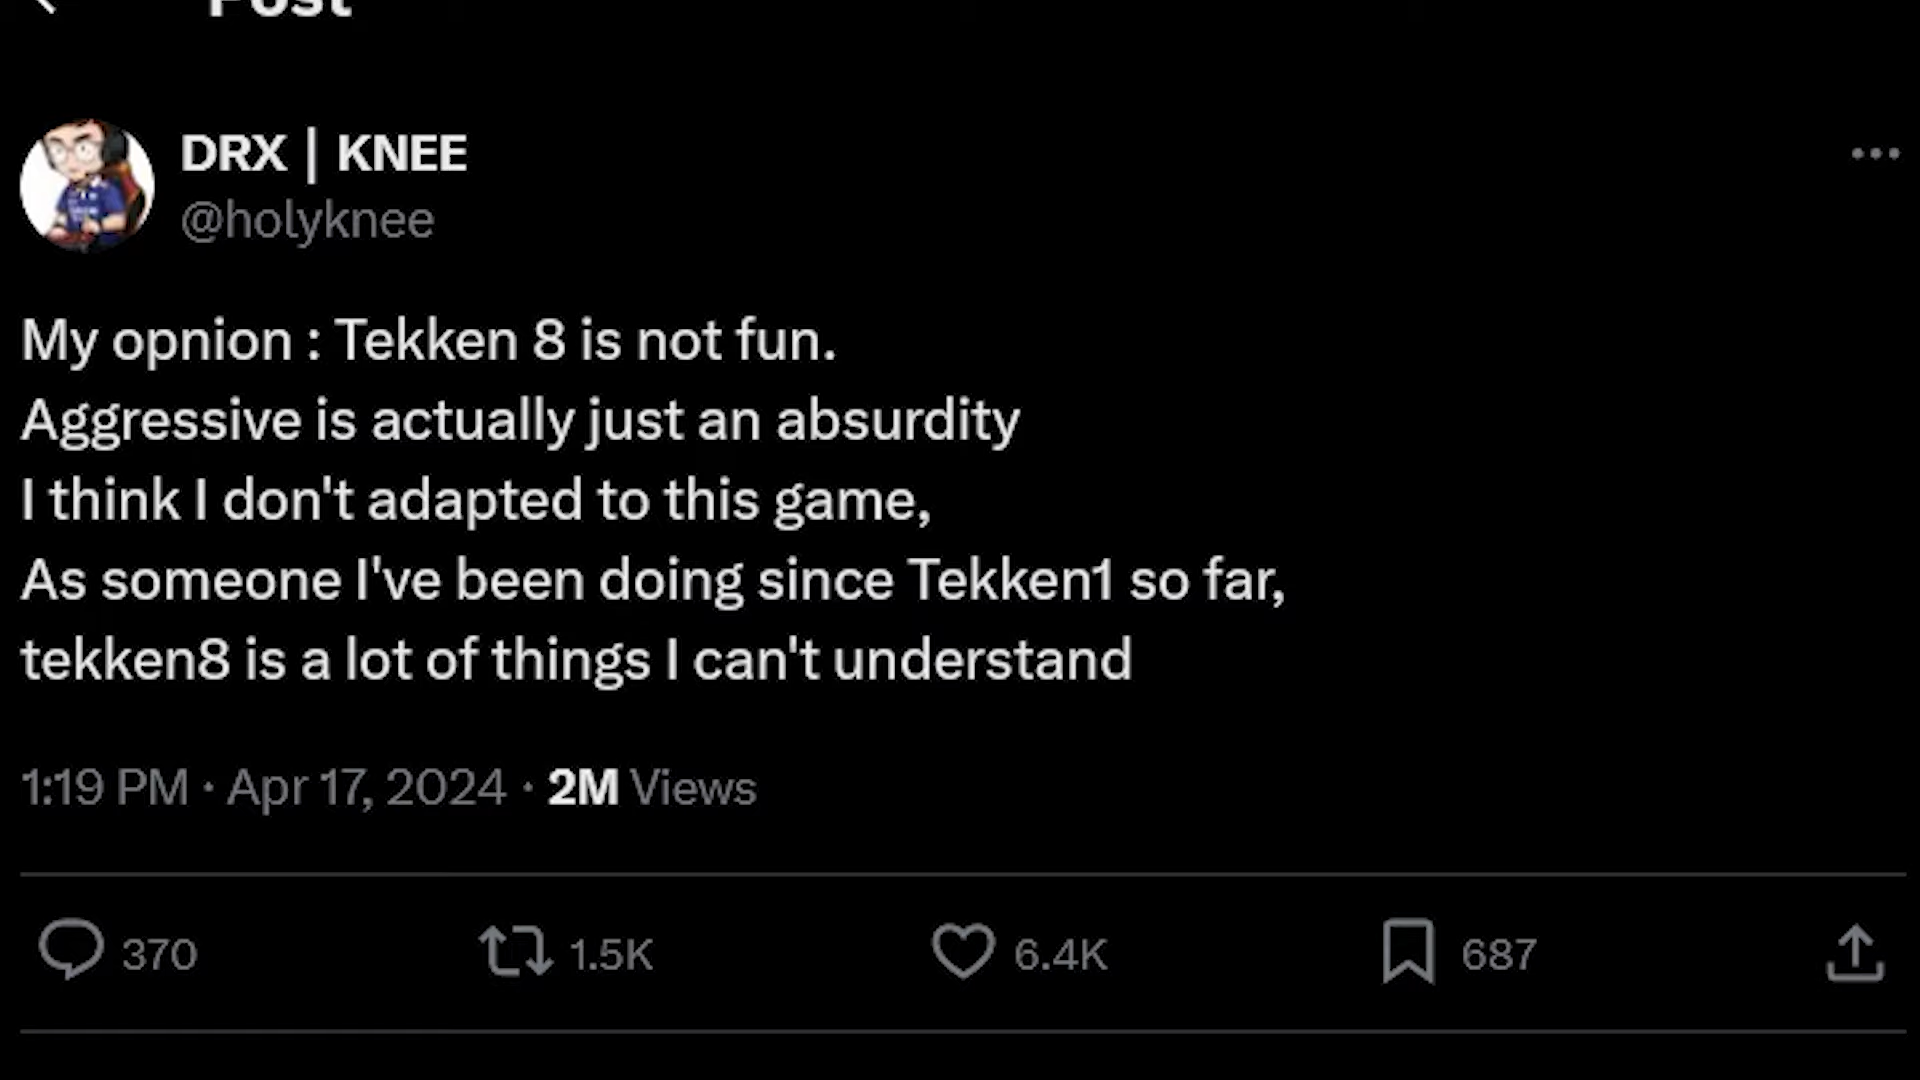 Post
DRX | KNEE
@holyknee
My opnion : Tekken 8 is not fun.
Aggressive is actually just an absurdity
I think I don't adapted to this game,
As someone I've been doing since Tekken1 so far,
tekken8 is a lot of things I can't understand
1:19 PM · Apr 17, 2024 · 2M Views
370 1.5K 6.4K 687